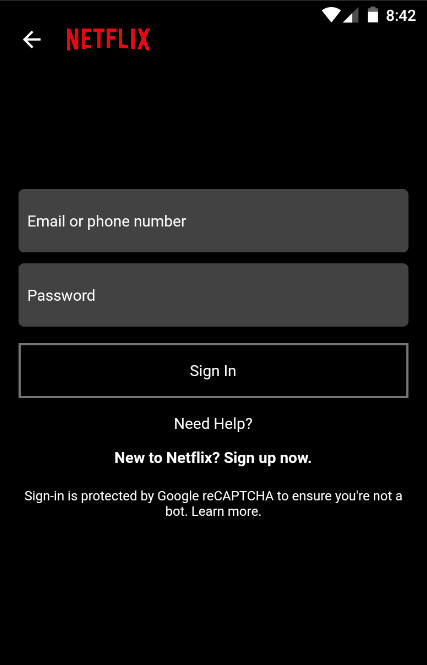 8:42
NETFLIX
Email or phone number
Password
Sign In
Need Help?
New to Netflix? Sign up now.
Sign-in is protected by Google reCAPTCHA to ensure you're not a
bot. Learn more.